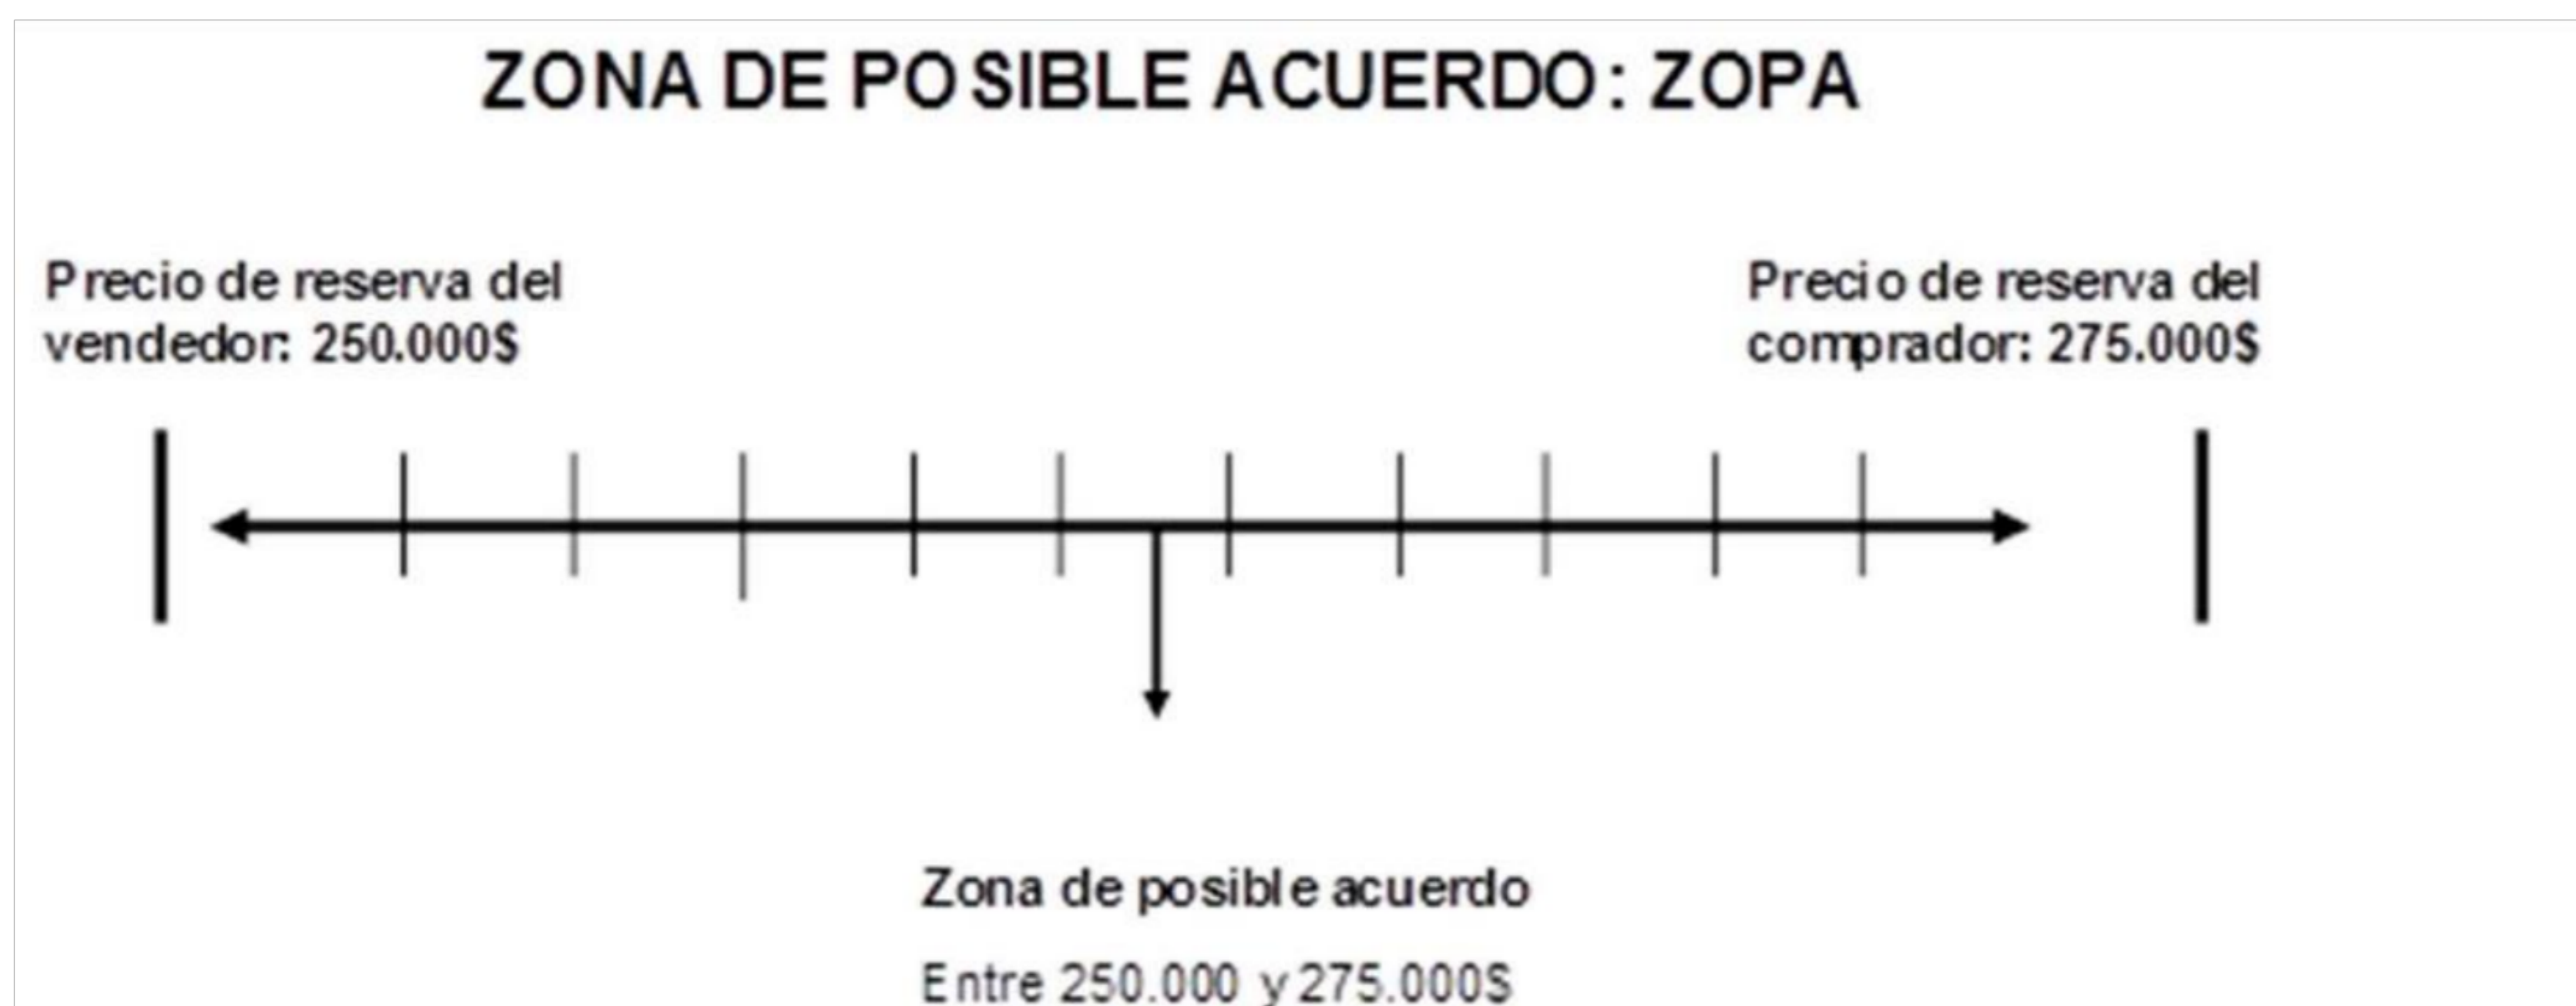 ZONA DE POSIBLE ACUERDO: ZOPA
Precio de reserva del
vendedor: 250.000$
Precio de reserva del
comprador: 275.000$
Zona de posible acuerdo
Entre 250.000 y 275.000$